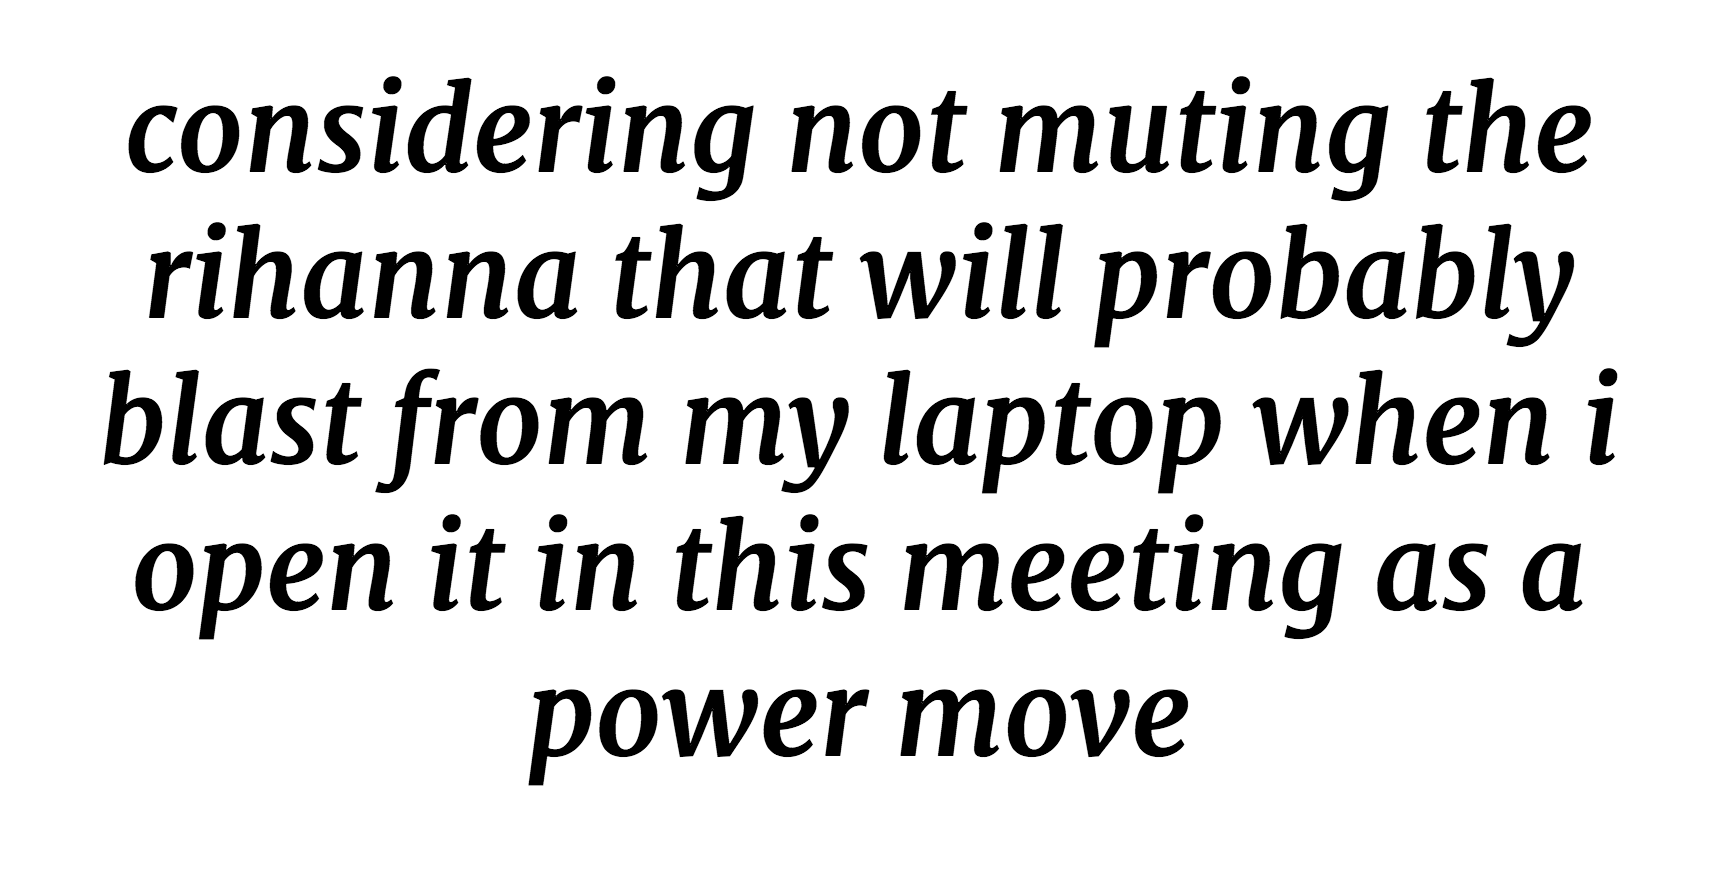 considering not muting the
rihanna that will probably
blast from my laptop when i
open it in this meeting as a
power move